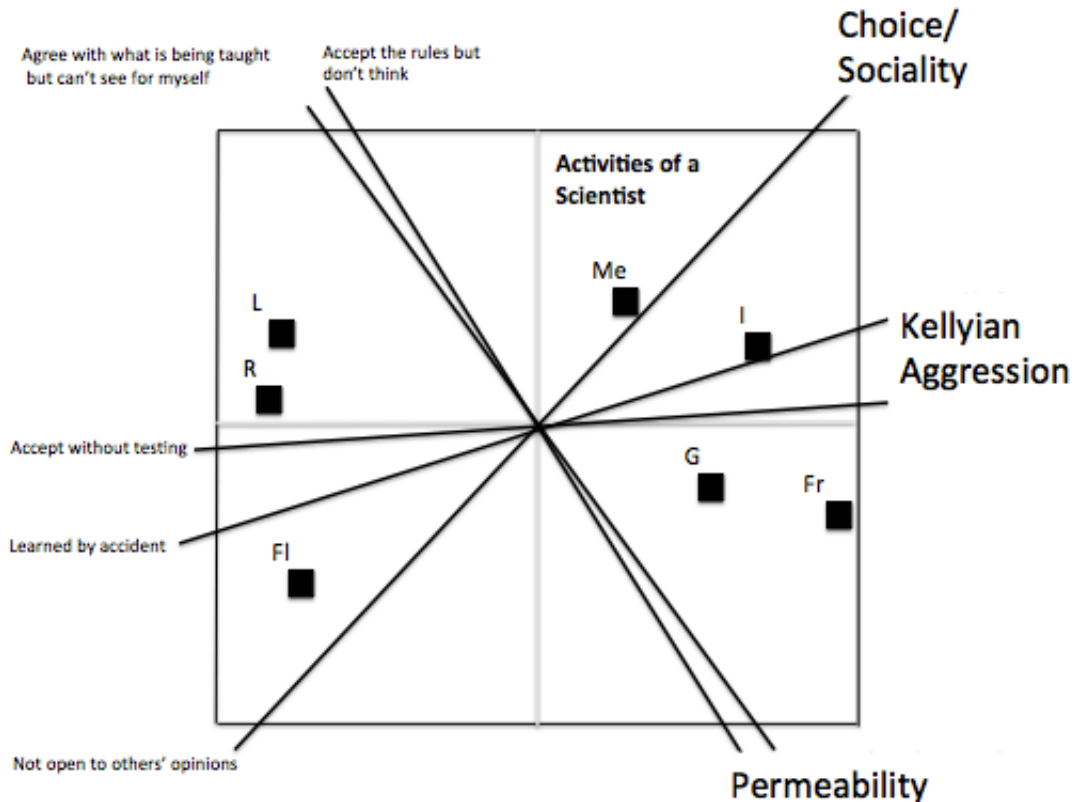 Agree with what is being taught
but can't see for myself
Accept the rules but
don't think
Choice/
Sociality
Activities of a
Scientist
Me
L
I
Kellyian
Aggression
R
Accept without testing
G
Fr
Learned by accident
Fl
Not open to others' opinions
Permeability